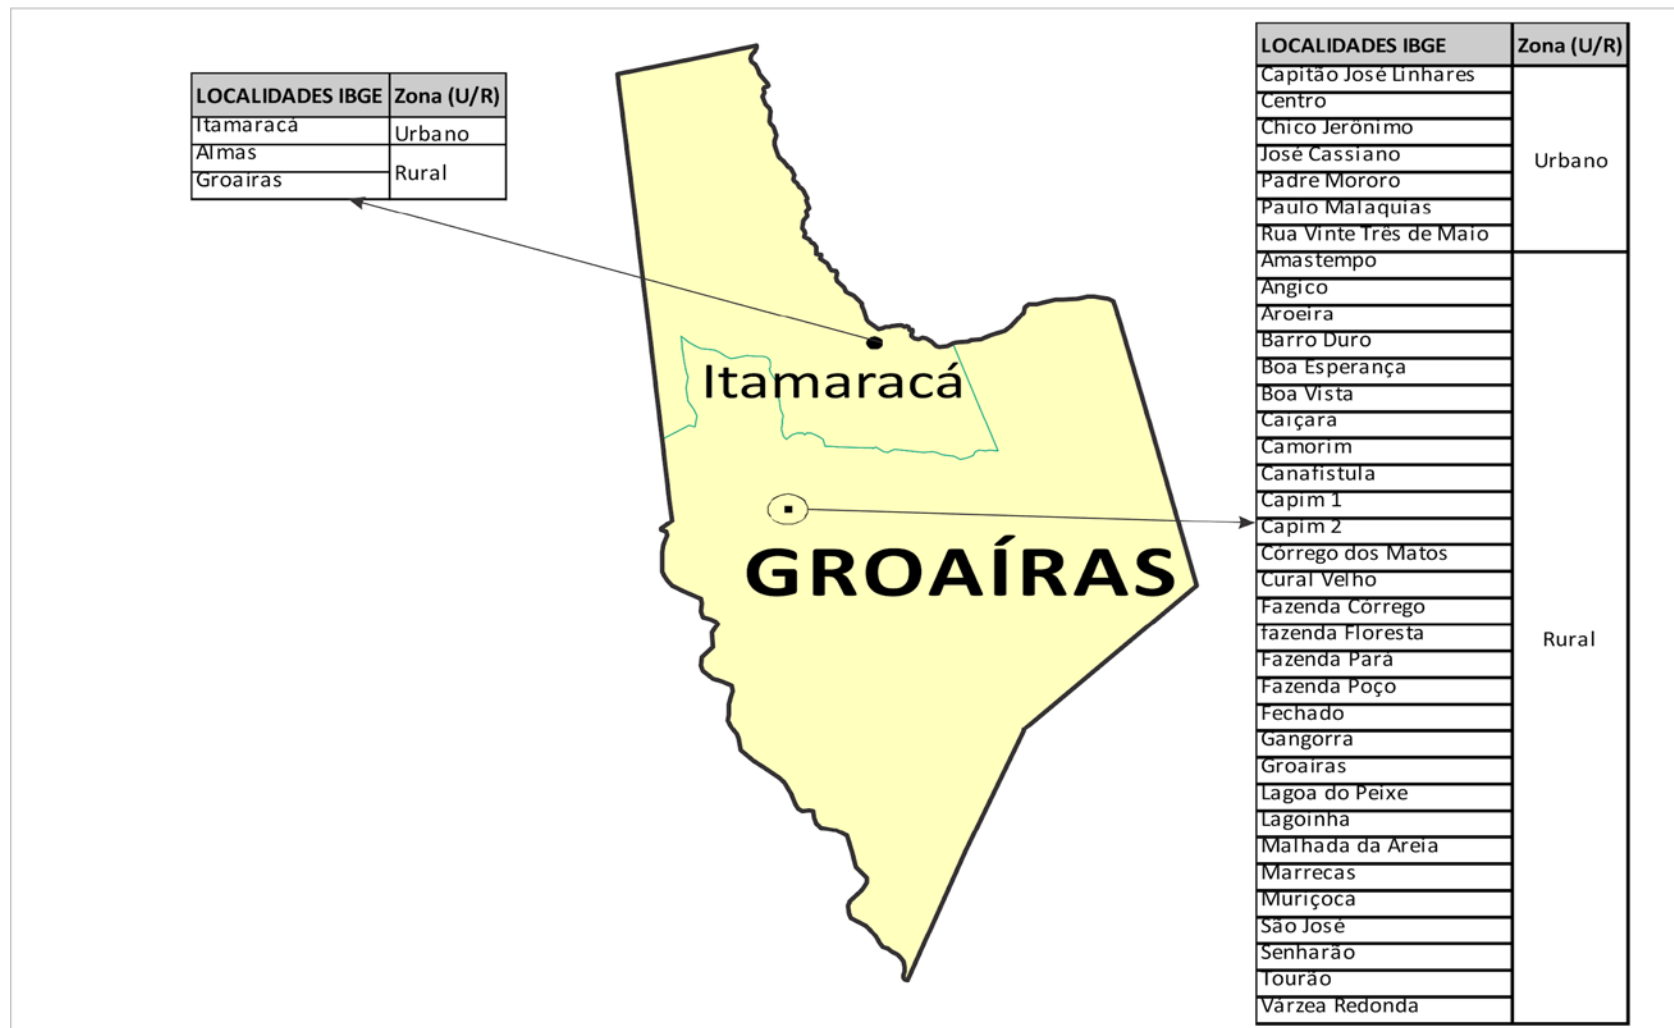 LOCALIDADES IBGE Zona (U/R)
Itamaracá Urbano
Almas Rural
Groaíras
Itamaracá
GROAÍRAS
LOCALIDADES IBGE Zona (U/R)
Capitão José Linhares Urbano
Centro
Chico Jerônimo
José Cassiano
Padre Mororo
Paulo Malaquias
Rua Vinte Três de Maio
Amastempo Rural
Angico
Aroeira
Barro Duro
Boa Esperança
Boa Vista
Caiçara
Camorim
Canafístula
Capim 1
Capim 2
Córrego dos Matos
Cural Velho
Fazenda Córrego
fazenda Floresta
Fazenda Pará
Fazenda Poço
Fechado
Gangorra
Groaíras
Lagoa do Peixe
Lagoinha
Malhada da Areia
Marrecas
Muriçoca
São José
Senharão
Tourão
Várzea Redonda